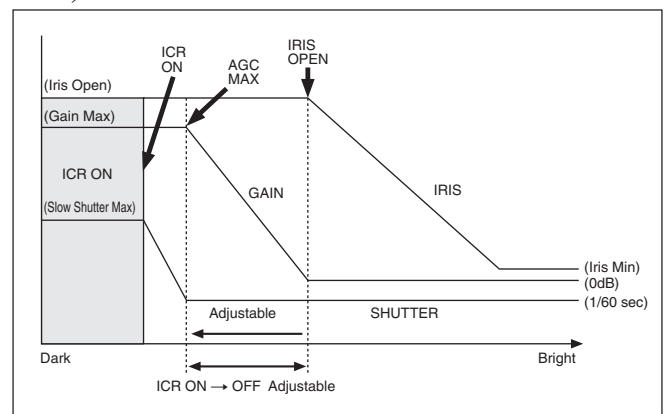 ICR
ON
AGC
MAX
IRIS
OPEN
(Iris Open)
(Gain Max)
ICR ON
(Slow Shutter Max)
GAIN
IRIS
(Iris Min)
(0dB)
(1/60 sec)
Adjustable
SHUTTER
Dark
Bright
ICR ON → OFF Adjustable